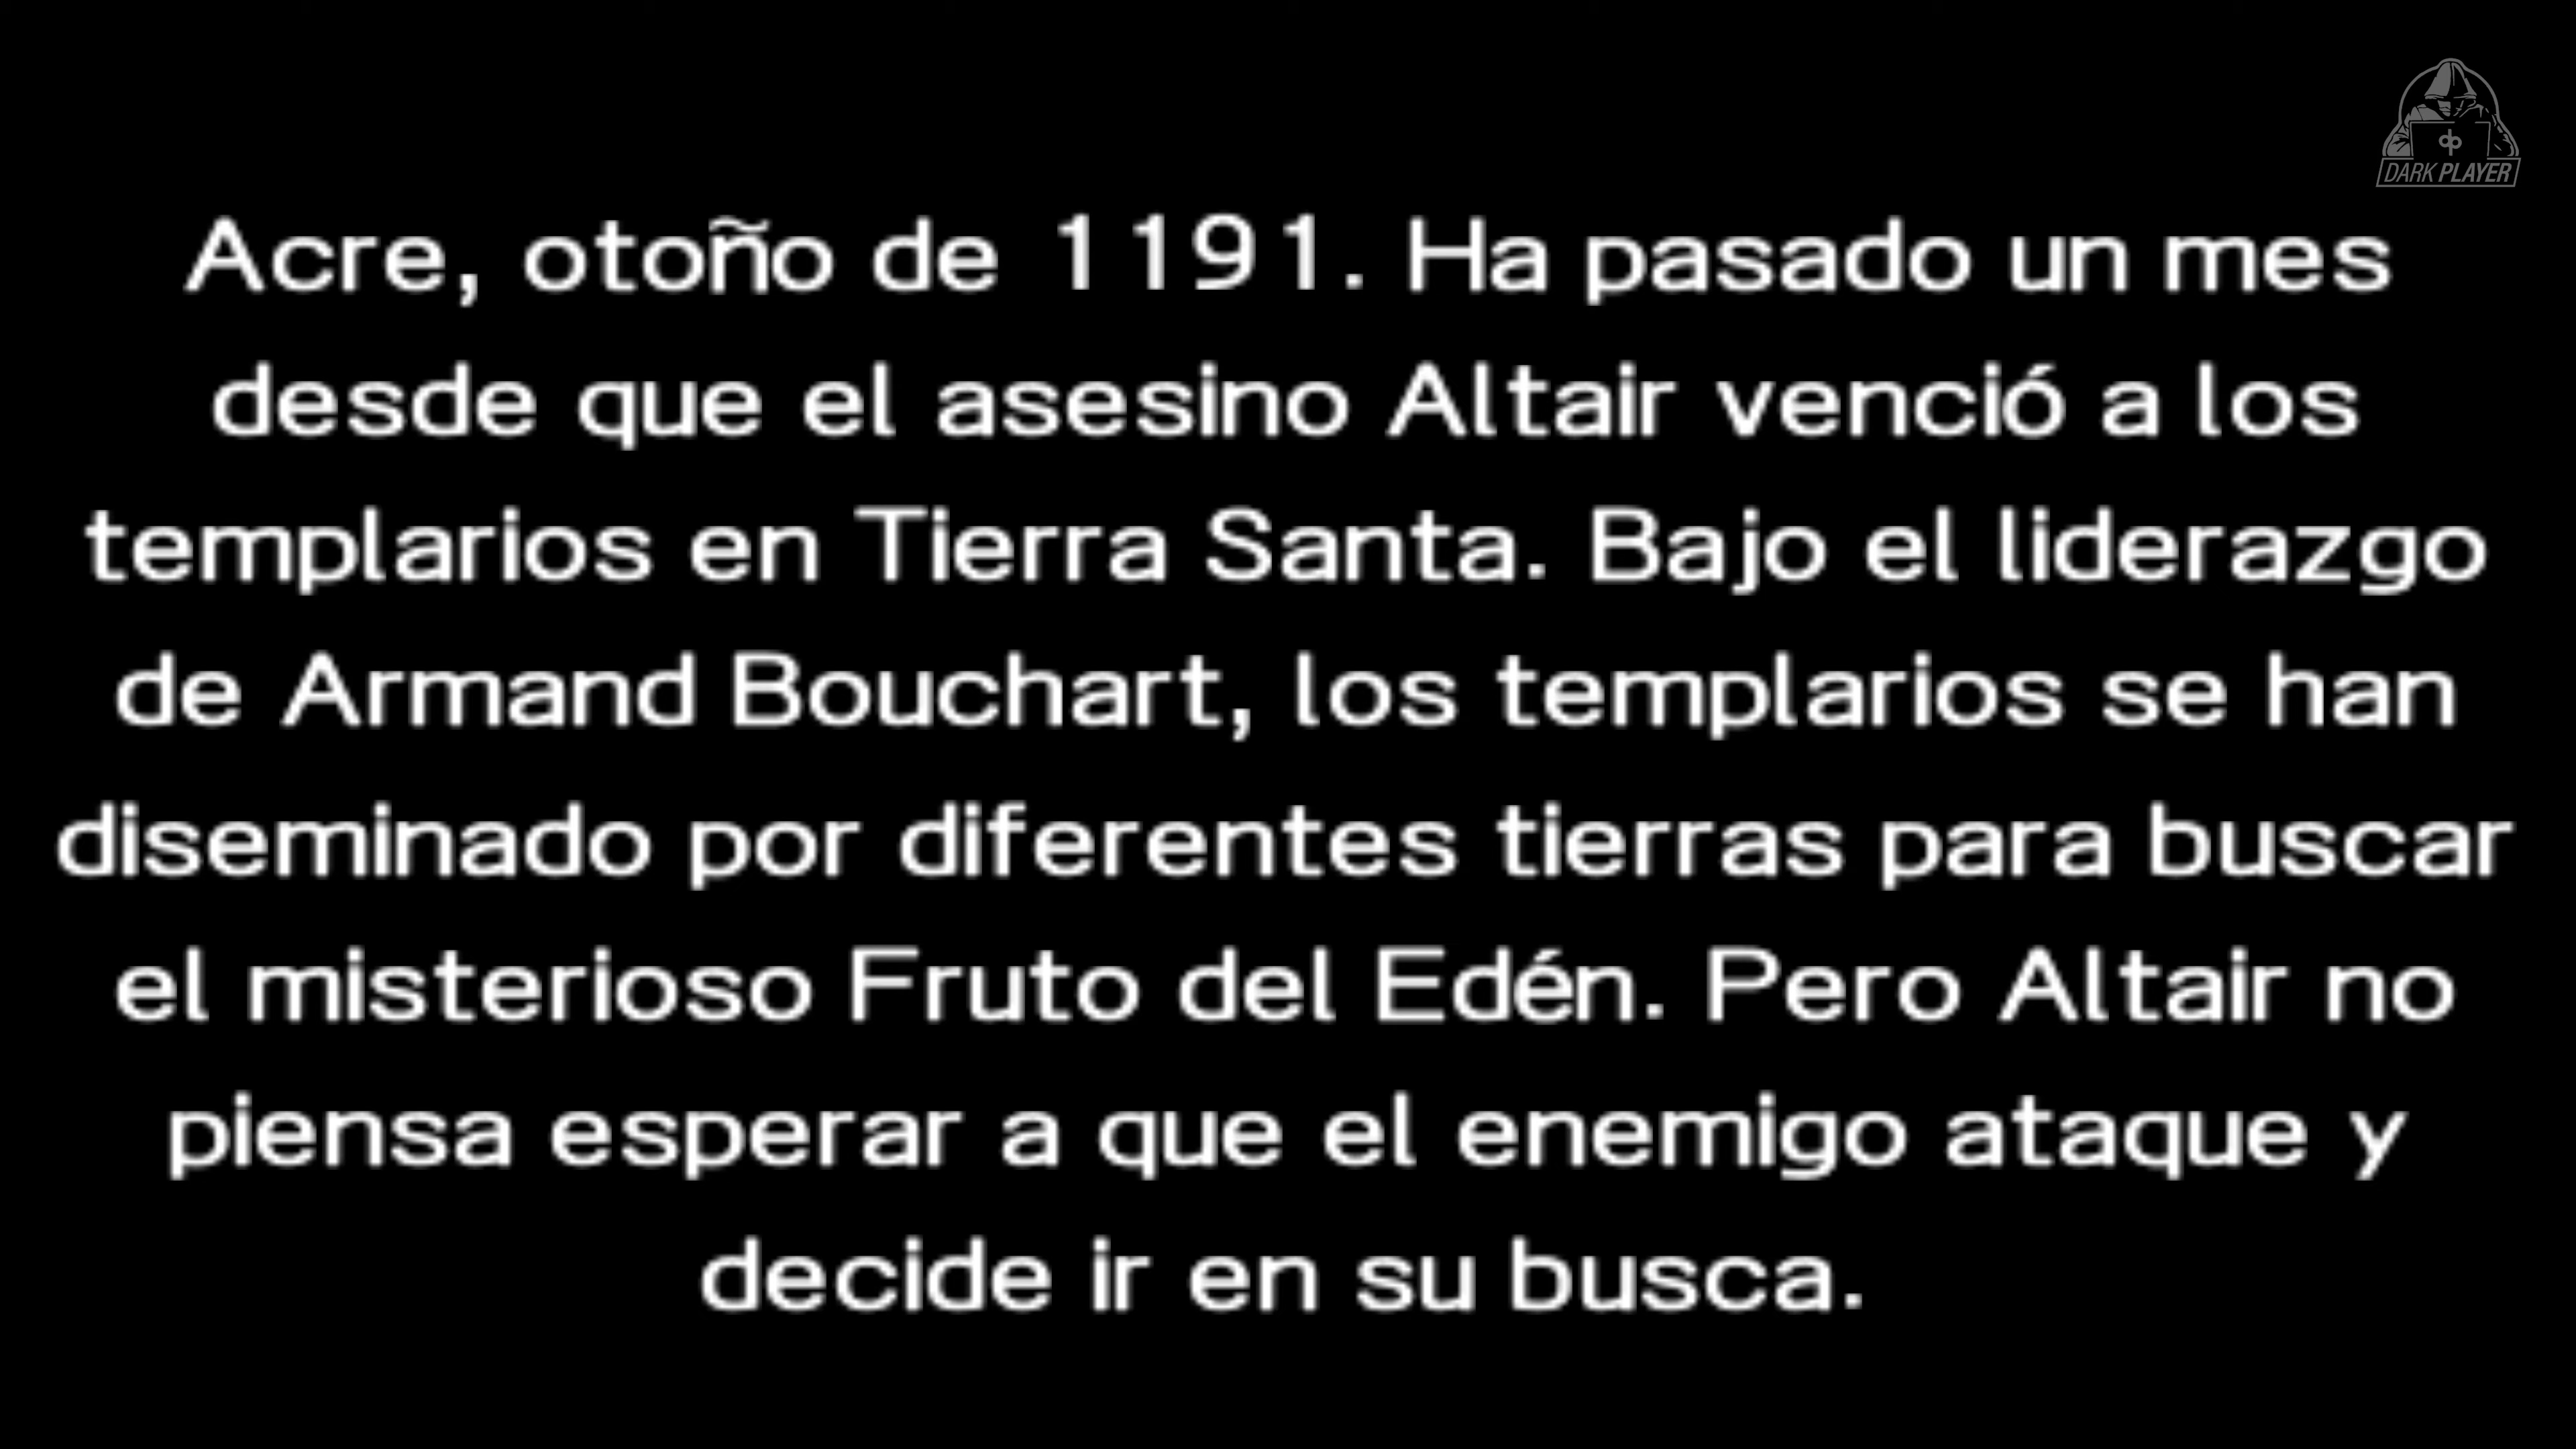 dp
DARK PLAYER
Acre, otoño de 1191. Ha pasado un mes
desde que el asesino Altair venció a los
templarios en Tierra Santa. Bajo el liderazgo
de Armand Bouchart, los templarios se han
diseminado por diferentes tierras para buscar
el misterioso Fruto del Edén. Pero Altair no
piensa esperar a que el enemigo ataque y
decide ir en su busca.